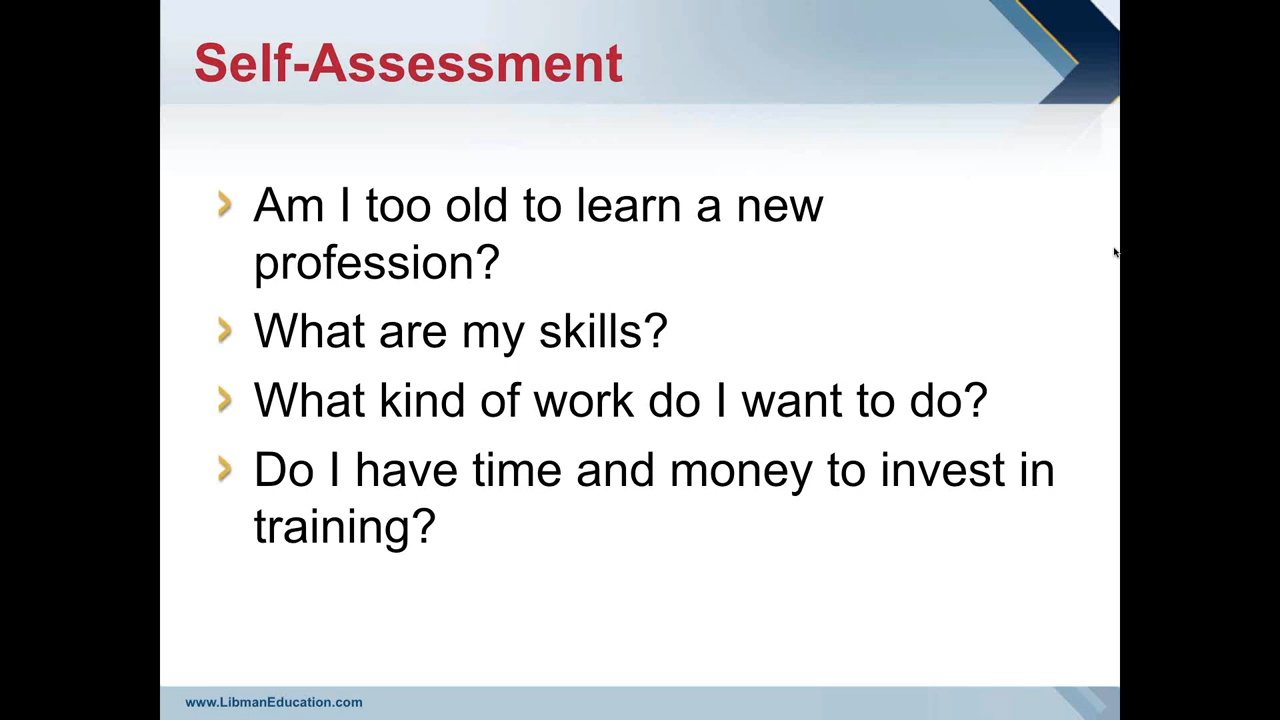 Self-Assessment
Am I too old to learn a new
profession?
What are my skills?
What kind of work do I want to do?
Do I have time and money to invest in
training?
www.LibmanEducation.com